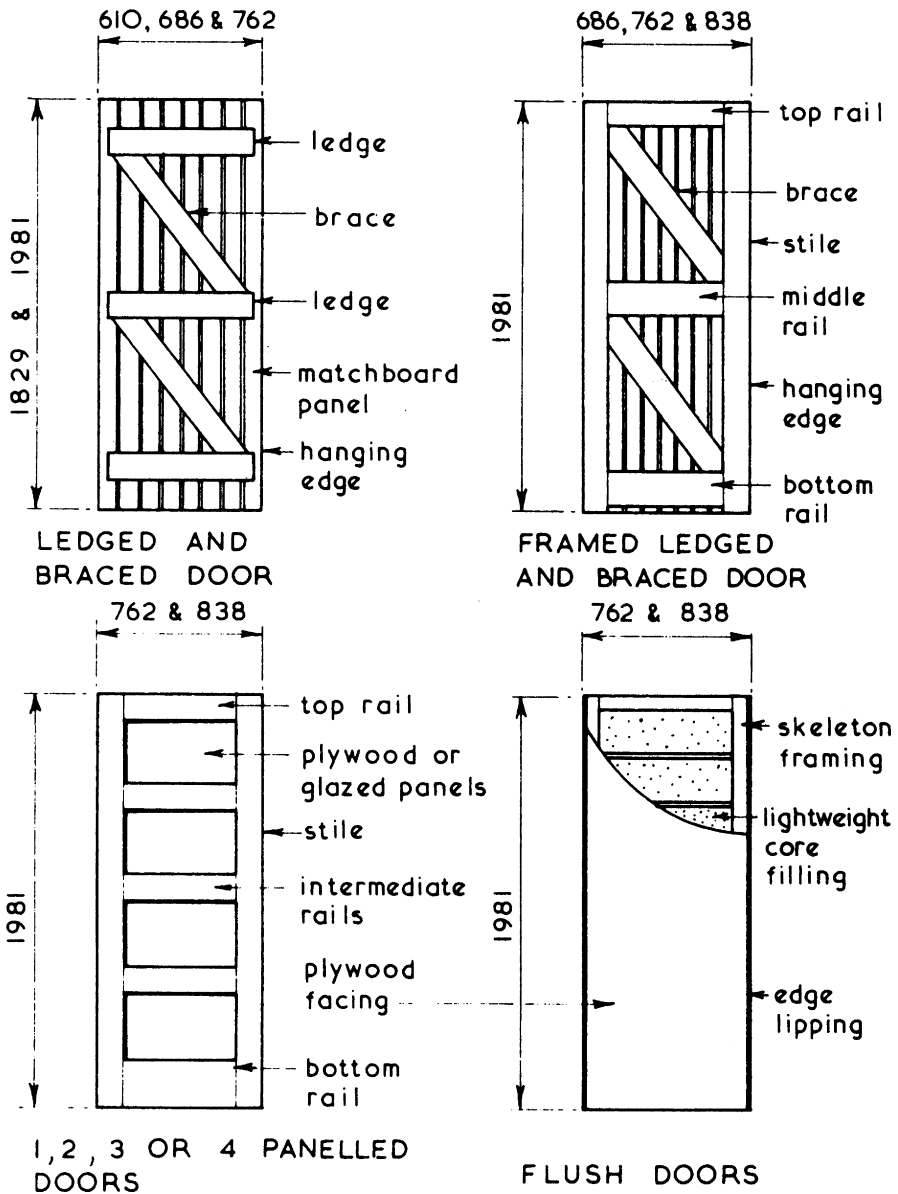 610, 686 & 762
ledge
brace
ledge
matchboard
panel
hanging
edge
1829 & 1981
LEDGED AND
BRACED DOOR
686, 762 & 838
top rail
brace
stile
middle
rail
hanging
edge
bottom
rail
1981
FRAMED LEDGED
AND BRACED DOOR
762 & 838
top rail
plywood or
glazed panels
stile
intermediate
rails
plywood
facing
bottom
rail
1981
1, 2, 3 OR 4 PANELLED
DOORS
762 & 838
skeleton
framing
lightweight
core
filling
edge
lipping
1981
FLUSH DOORS